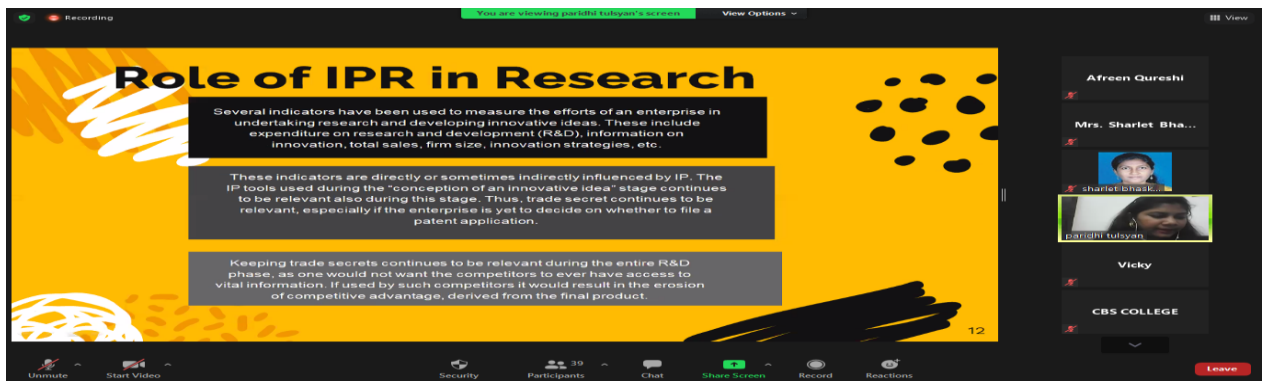 Recording
You are viewing paridhi tulsyan's screen View Options
View
Role of IPR in Research
Several indicators have been used to measure the efforts of an enterprise in
undertaking research and developing innovative ideas. These include
expenditure on research and development (R&D), information on
innovation, total sales, firm size, innovation strategies, etc.
These indicators are directly or sometimes indirectly influenced by IP. The
IP tools used during the "conception of an innovative idea" stage continues
to be relevant also during this stage. Thus, trade secret continues to be
relevant, especially if the enterprise is yet to decide on whether to file a
patent application.
Keeping trade secrets continues to be relevant during the entire R&D
phase, as one would not want the competitors to ever have access to
vital information. If used by such competitors it would result in the erosion
of competitive advantage, derived from the final product.
12
Afreen Qureshi
Mrs. Sharlet Bha...
sharlet bhask...
paridhi tulsyan
Vicky
CBS COLLEGE
Unmute Start Video Security Participants 39 Chat Share Screen Record Reactions Leave